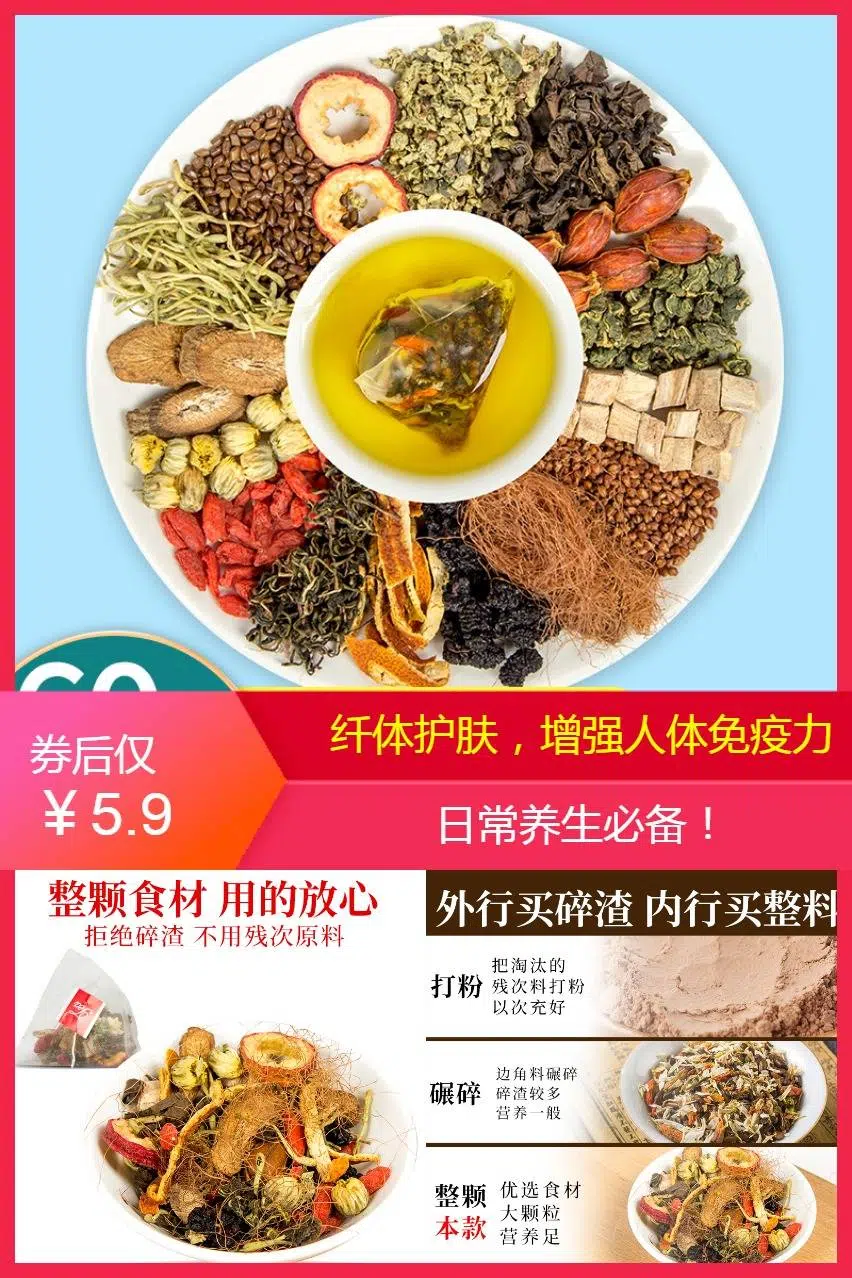 券后仅
￥5.9
纤体护肤，增强人体免疫力
日常养生必备！
整颗食材 用的放心
拒绝碎渣 不用残次原料
外行买碎渣 内行买整料
打粉
把淘汰的
残次料打粉
以次充好
碾碎
边角料碾碎
碎渣较多
营养一般
整颗
本款
优选食材
大颗粒
营养足